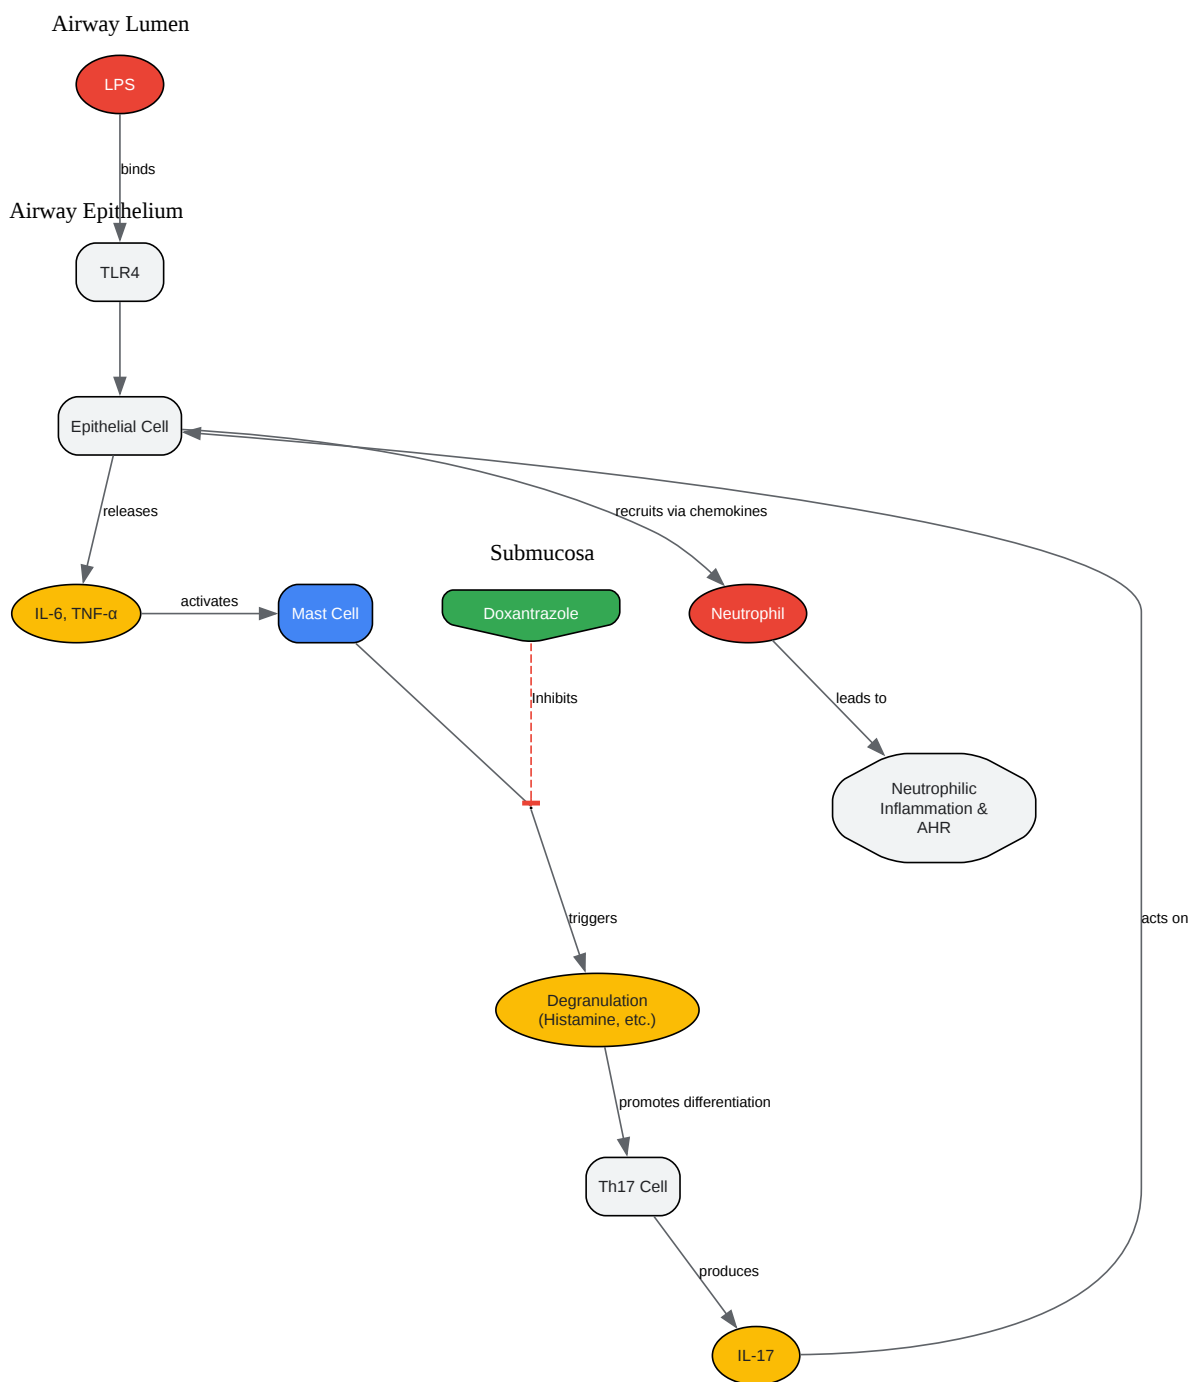 Airway Lumen
LPS
binds
Airway Epithelium
TLR4
Epithelial Cell
releases
recruits via chemokines
Submucosa
IL-6, TNF-α
activates
Mast Cell
Doxantrazole
Neutrophil
Inhibits
leads to
Neutrophilic
Inflammation &
AHR
triggers
acts on
Degranulation
(Histamine, etc.)
promotes differentiation
Th17 Cell
produces
IL-17